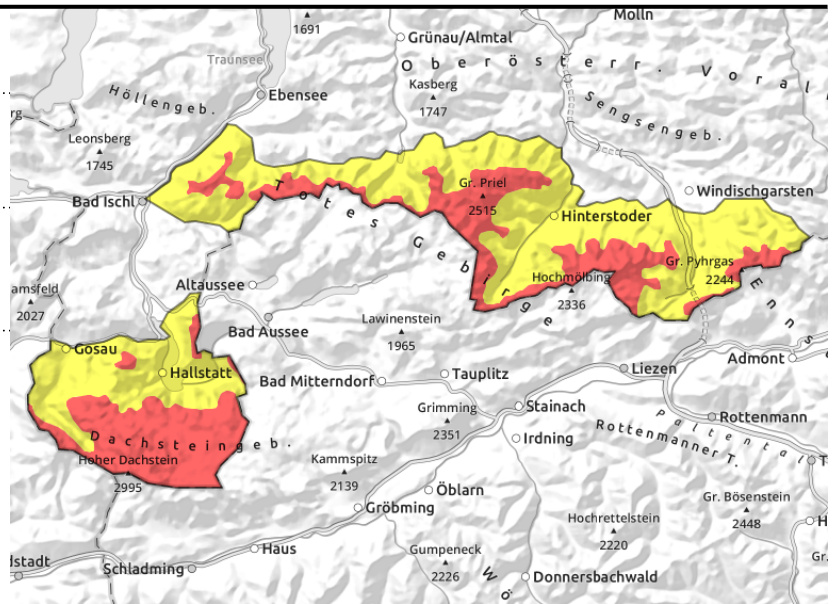 1691
Molln
Grünau/Almtal
Traunsee
Oberösterr. Voral
Kasberg
1747
Höllengeb.
Ebensee
Sengsengeb.
rg
Leonsberg
1745
Bad Ischl
Totes Gebirge
Gr. Priel
2515
Windischgarsten
Hinterstoder
Gr. Pyhrgas
2244
Hochmölbing
2336
Enns
Altaussee
amsfeld
2027
Lawinenstein
1965
Bad Aussee
Gosau
Hallstatt
Bad Mitterndorf
Tauplitz
Liezen
Admont
Grimming
2351
Stainach
Rottenmann
Paltental
Rottenmanner T.
Irdning
Dachsteingeb.
Hoher Dachstein
2995
Kammspitz
2139
T
Öblarn
Gröbming
Gr. Bösenstein
2448
Hochrettelstein
2220
H
Haus
Gumpeneck
2226
Gr.
dstadt
Schladming
Wö
Donnersbachwald